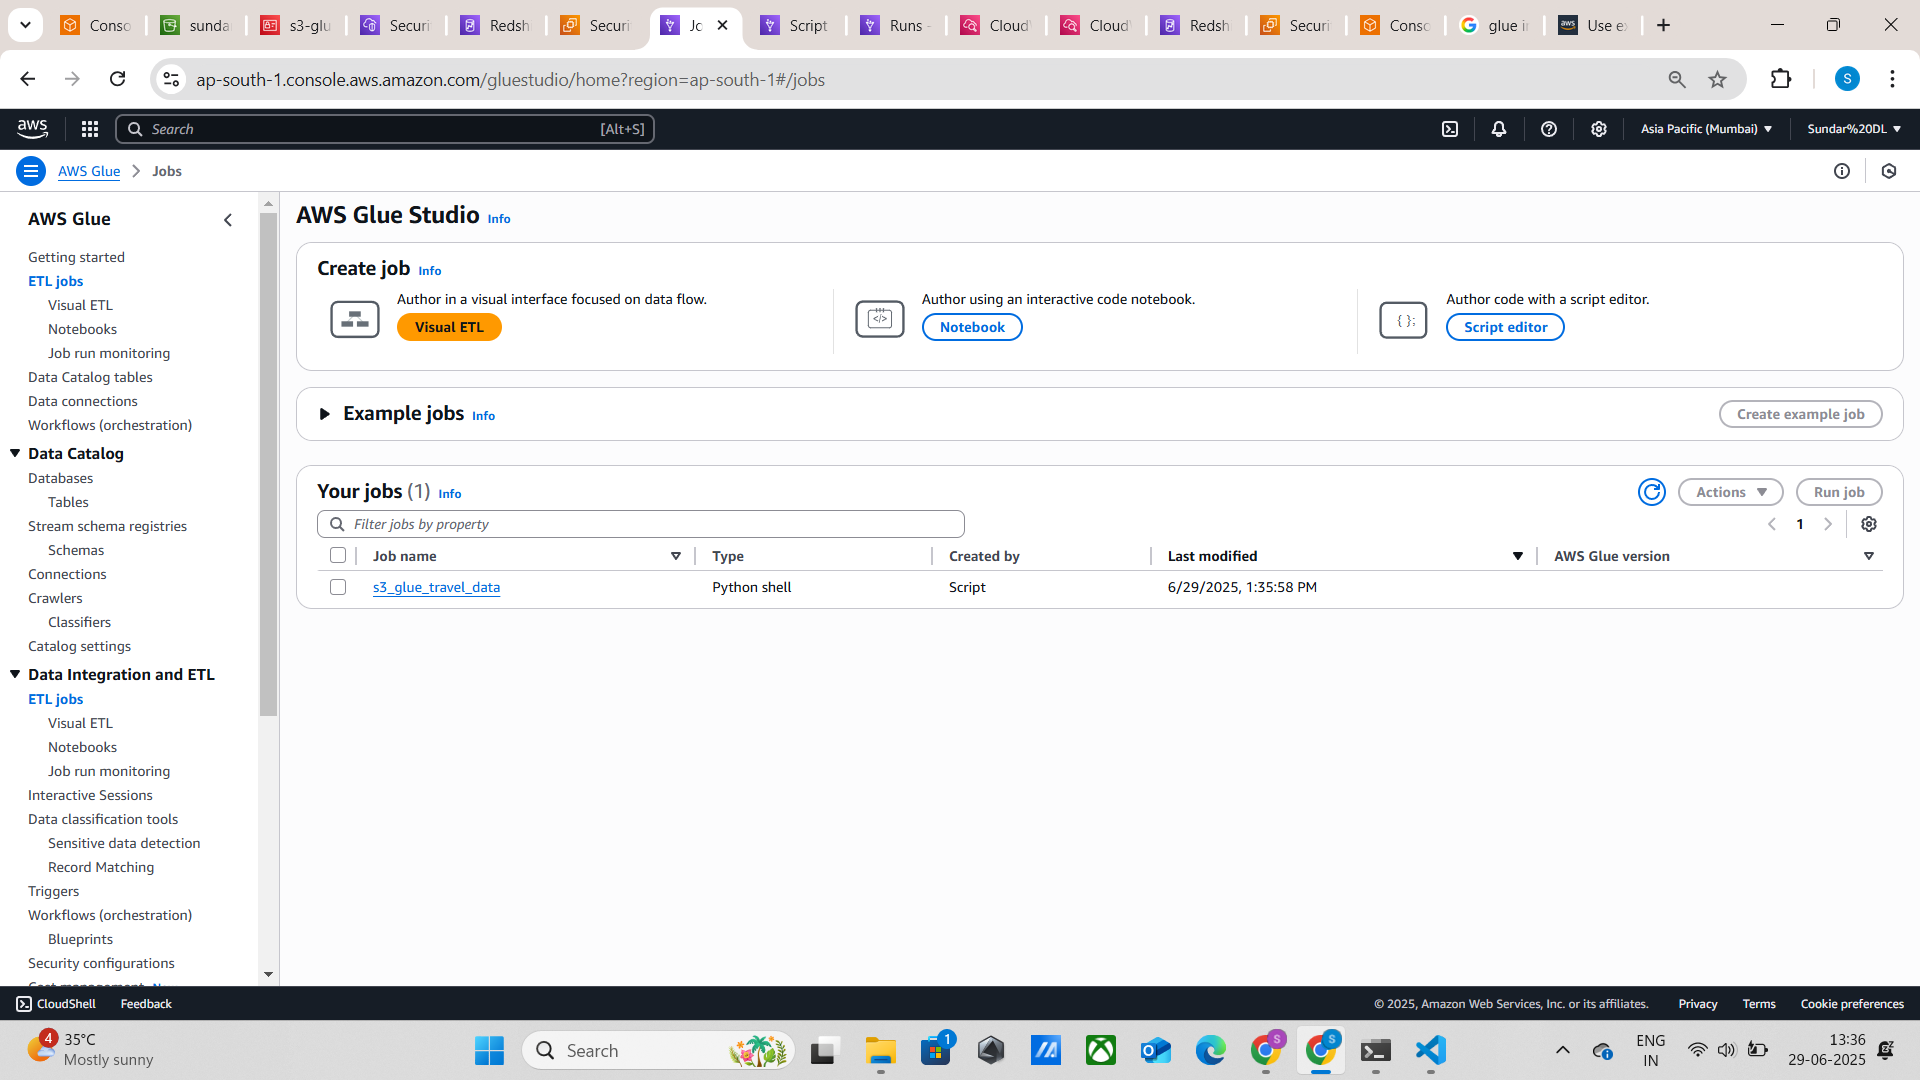 Conso
sunda
s3-glu
Securi
Redsh
Securi
Jo
Script
Runs -
Cloud
Cloud
Redsh
Securi
Conso
glue i
Use e
ap-south-1.console.aws.amazon.com/gluestudio/home?region=ap-south-1#/jobs
S
aws
Search
[Alt+S]
Asia Pacific (Mumbai)
Sundar%20DL
AWS Glue
Jobs
AWS Glue
Getting started
ETL jobs
Visual ETL
Notebooks
Job run monitoring
Data Catalog tables
Data connections
Workflows (orchestration)
Data Catalog
Databases
Tables
Stream schema registries
Schemas
Connections
Crawlers
Classifiers
Catalog settings
Data Integration and ETL
ETL jobs
Visual ETL
Notebooks
Job run monitoring
Interactive Sessions
Data classification tools
Sensitive data detection
Record Matching
Triggers
Workflows (orchestration)
Blueprints
Security configurations
AWS Glue Studio Info
Create job Info
Author in a visual interface focused on data flow.
Visual ETL
Author using an interactive code notebook.
Notebook
Author code with a script editor.
Script editor
Example jobs Info
Create example job
Your jobs (1) Info
Actions
Run job
Filter jobs by property
1
Job name Type Created by Last modified AWS Glue version
s3_glue_travel_data Python shell Script 6/29/2025, 1:35:58 PM
CloudShell Feedback
© 2025, Amazon Web Services, Inc. or its affiliates. Privacy Terms Cookie preferences
4
35°C
Mostly sunny
Search
1
S
S
ENG
IN
13:36
29-06-2025